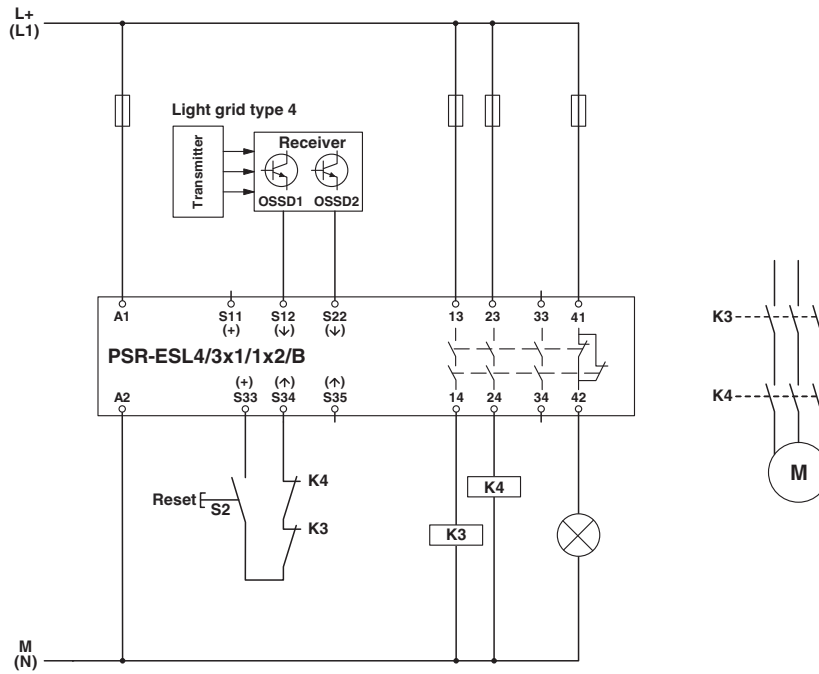 L+
(L1)
Light grid type 4
Transmitter
Receiver
OSSD1 OSSD2
A1 S11 S12 S22 13 23 33 41
(+) (↓) (↓)
PSR-ESL4/3x1/1x2/B
(+) (↑) (↑)
A2 S33 S34 S35 14 24 34 42
K3
K4
M
Reset
S2
K4
K3
K4
K3
M
(N)